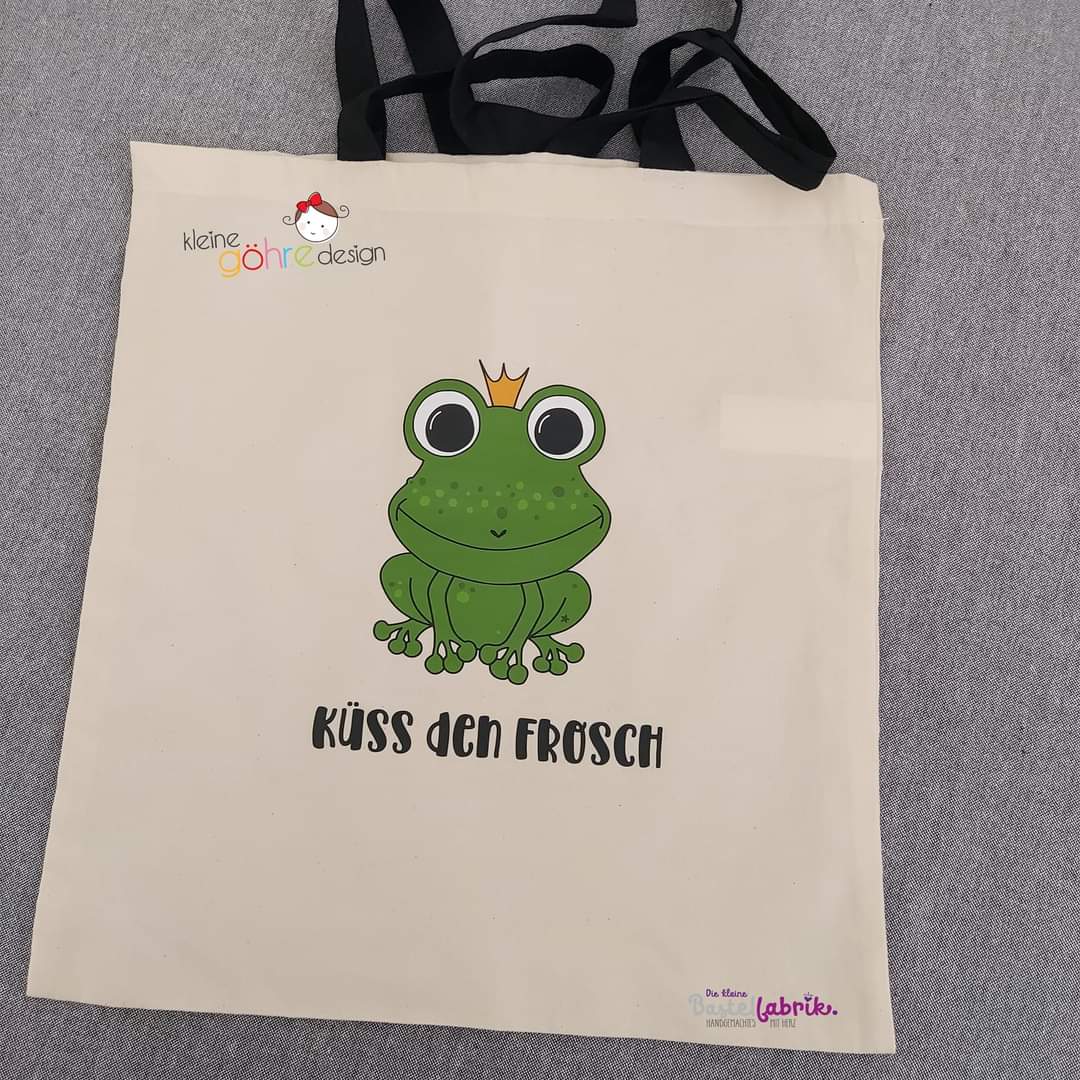 kleine
göhre design
KÜSS den FROSCH
Die kleine
Bastelfabrik.
HANDGEMACHTES MIT HERZ